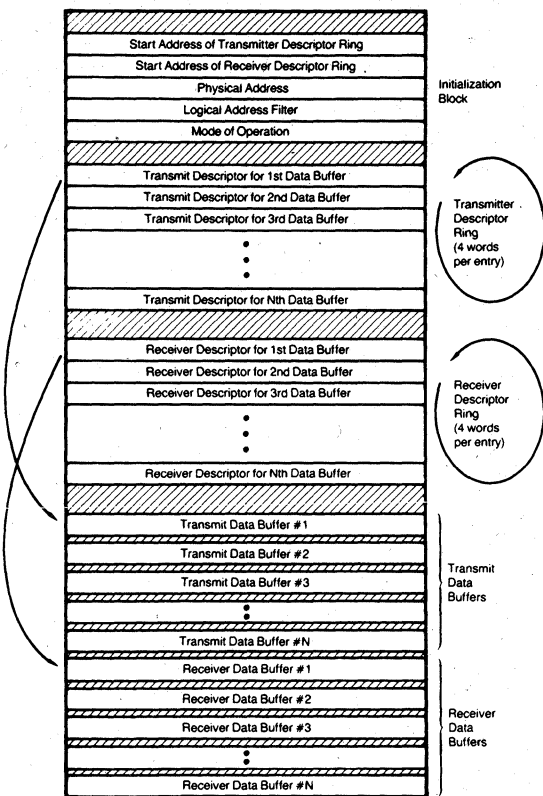 Start Address of Transmitter Descriptor Ring
Start Address of Receiver Descriptor Ring
Physical Address
Logical Address Filter
Mode of Operation
Initialization
Block
Transmit Descriptor for 1st Data Buffer
Transmit Descriptor for 2nd Data Buffer
Transmit Descriptor for 3rd Data Buffer
Transmit Descriptor for Nth Data Buffer
Transmitter
Descriptor
Ring
(4 words
per entry)
Receiver Descriptor for 1st Data Buffer
Receiver Descriptor for 2nd Data Buffer
Receiver Descriptor for 3rd Data Buffer
Receiver Descriptor for Nth Data Buffer
Receiver
Descriptor
Ring
(4 words
per entry)
Transmit Data Buffer #1
Transmit Data Buffer #2
Transmit Data Buffer #3
Transmit Data Buffer #N
Transmit
Data
Buffers
Receiver Data Buffer #1
Receiver Data Buffer #2
Receiver Data Buffer #3
Receiver Data Buffer #N
Receiver
Data
Buffers